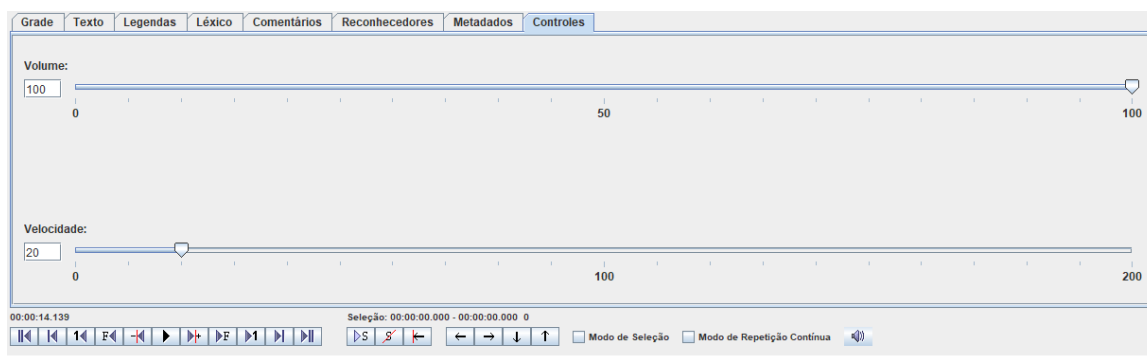 Grade Texto Legendas Léxico Comentários Reconhecedores Metadados Controles
Volume:
100
0 50 100
Velocidade:
20
0 100 200
00:00:14.139 Seleção: 00:00:00.000 - 00:00:00.000 0
1 F F 1 S S Modo de Seleção Modo de Repetição Contínua